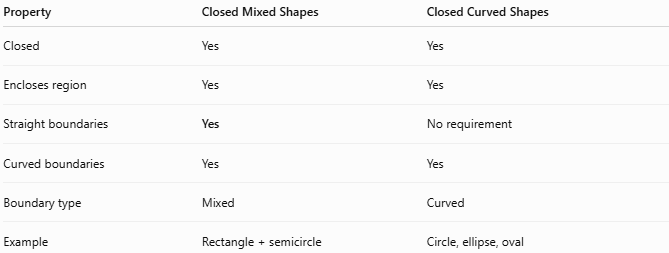 Property Closed Mixed Shapes Closed Curved Shapes
Closed Yes Yes
Encloses region Yes Yes
Straight boundaries Yes No requirement
Curved boundaries Yes Yes
Boundary type Mixed Curved
Example Rectangle + semicircle Circle, ellipse, oval